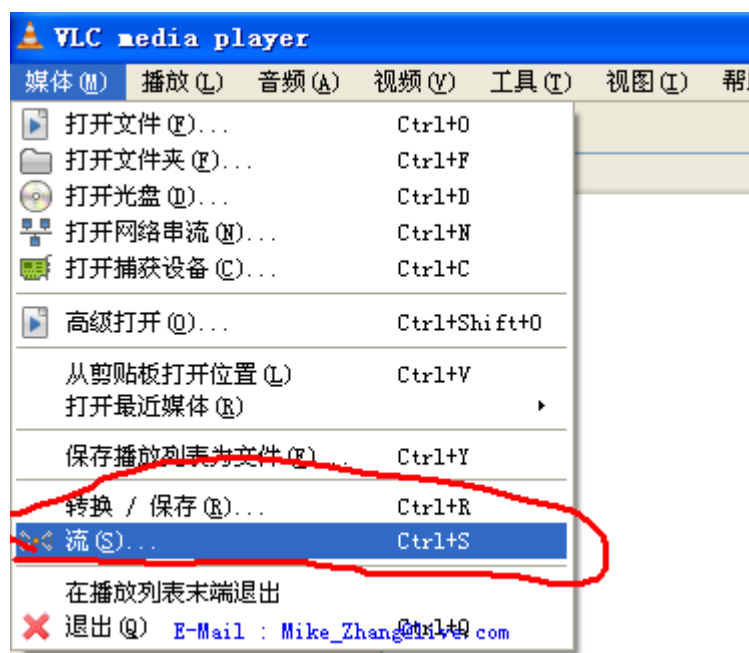 VLC media player
媒体(M) 播放(L) 音频(A) 视频(V) 工具(T) 视图(I)
打开文件(F)... Ctrl+O
打开文件夹(F)... Ctrl+F
打开光盘(D)... Ctrl+D
打开网络串流(N)... Ctrl+N
打开捕获设备(C)... Ctrl+C
高级打开(O)... Ctrl+Shift+O
从剪贴板打开位置(L) Ctrl+V
打开最近媒体(R)
保存播放列表为文件(F)... Ctrl+Y
转换 / 保存(R)... Ctrl+R
流(S)... Ctrl+S
在播放列表末端退出
退出(Q) Ctrl+Q
E-Mail : Mike_Zhang@live.com